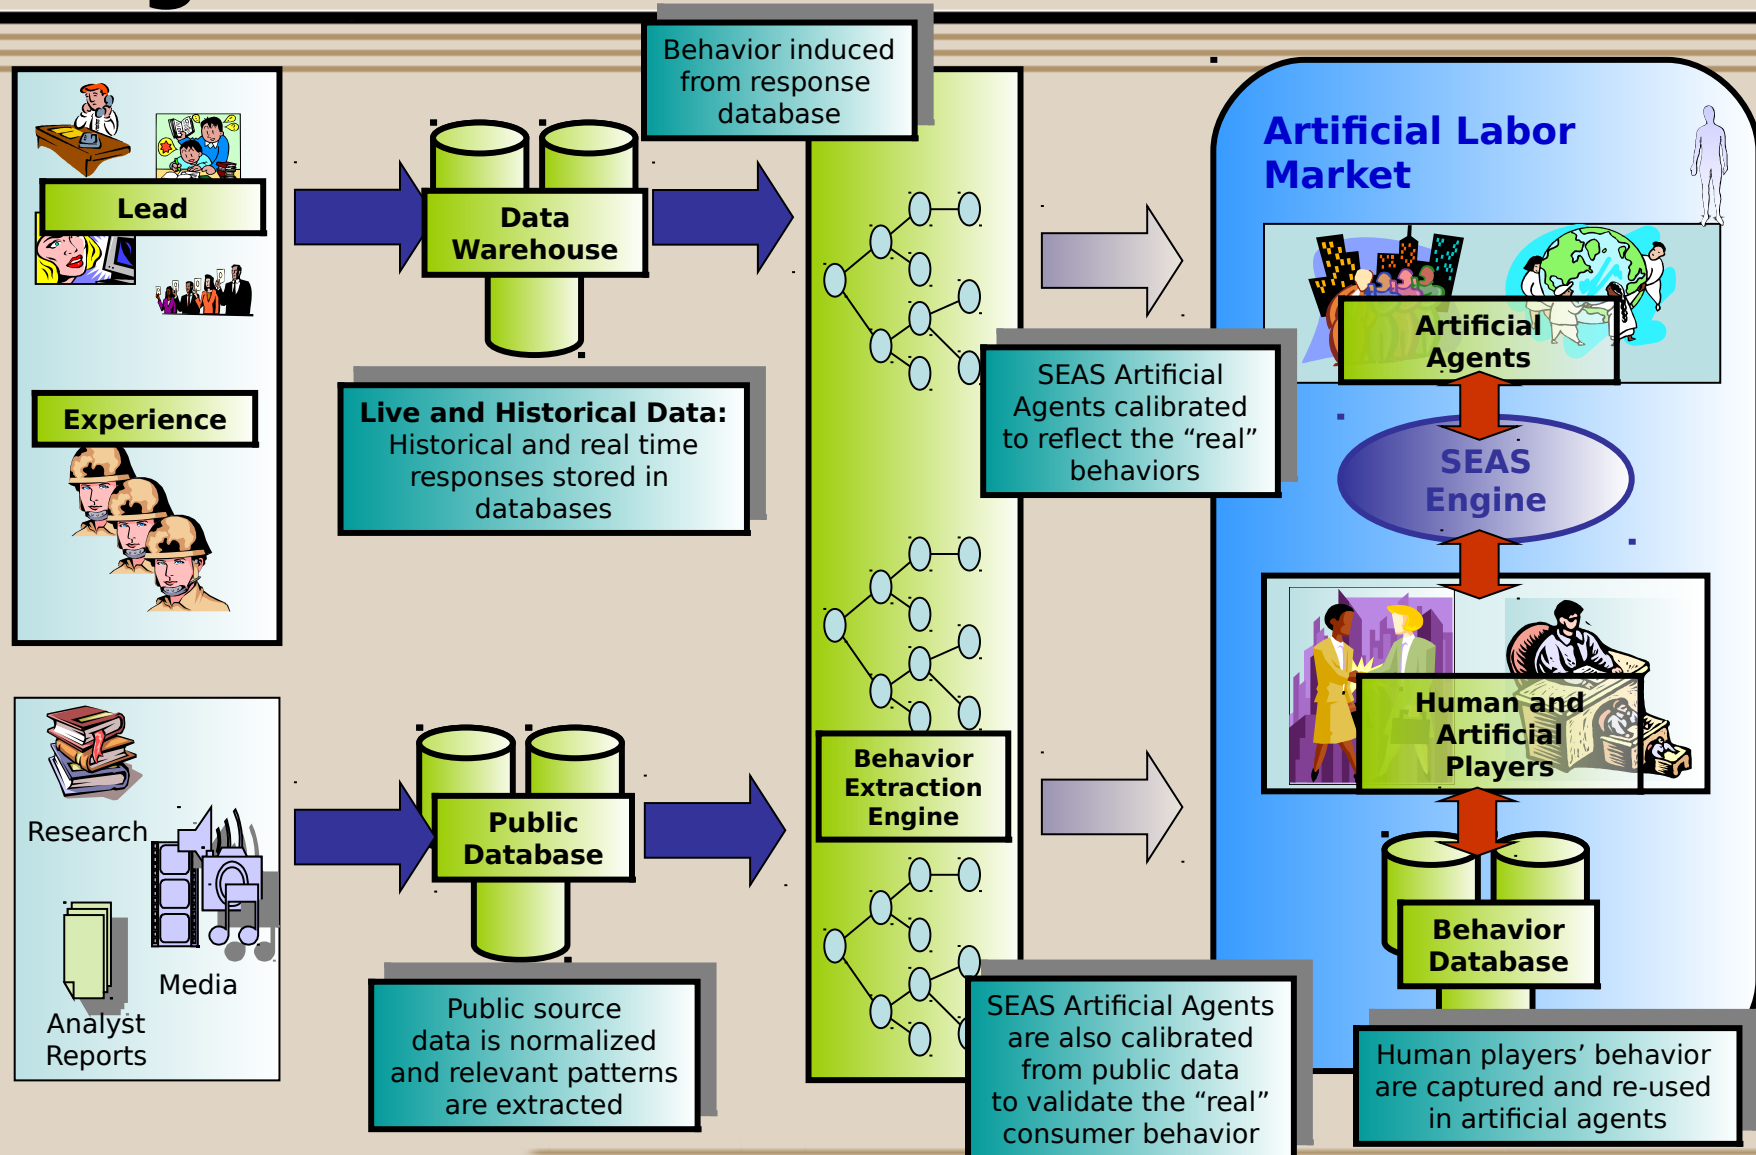 Behavior induced
from response
database
Artificial Labor
Market
Lead
Data
Warehouse
Artificial
Agents
SEAS Artificial
Agents calibrated
to reflect the “real”
behaviors
Experience
Live and Historical Data:
Historical and real time
responses stored in
databases
SEAS
Engine
Human and
Artificial
Players
Behavior
Extraction
Engine
Research
Public
Database
Media
Analyst
Reports
Behavior
Database
Public source
data is normalized
and relevant patterns
are extracted
SEAS Artificial Agents
are also calibrated
from public data
to validate the “real”
consumer behavior
Human players’ behavior
are captured and re-used
in artificial agents